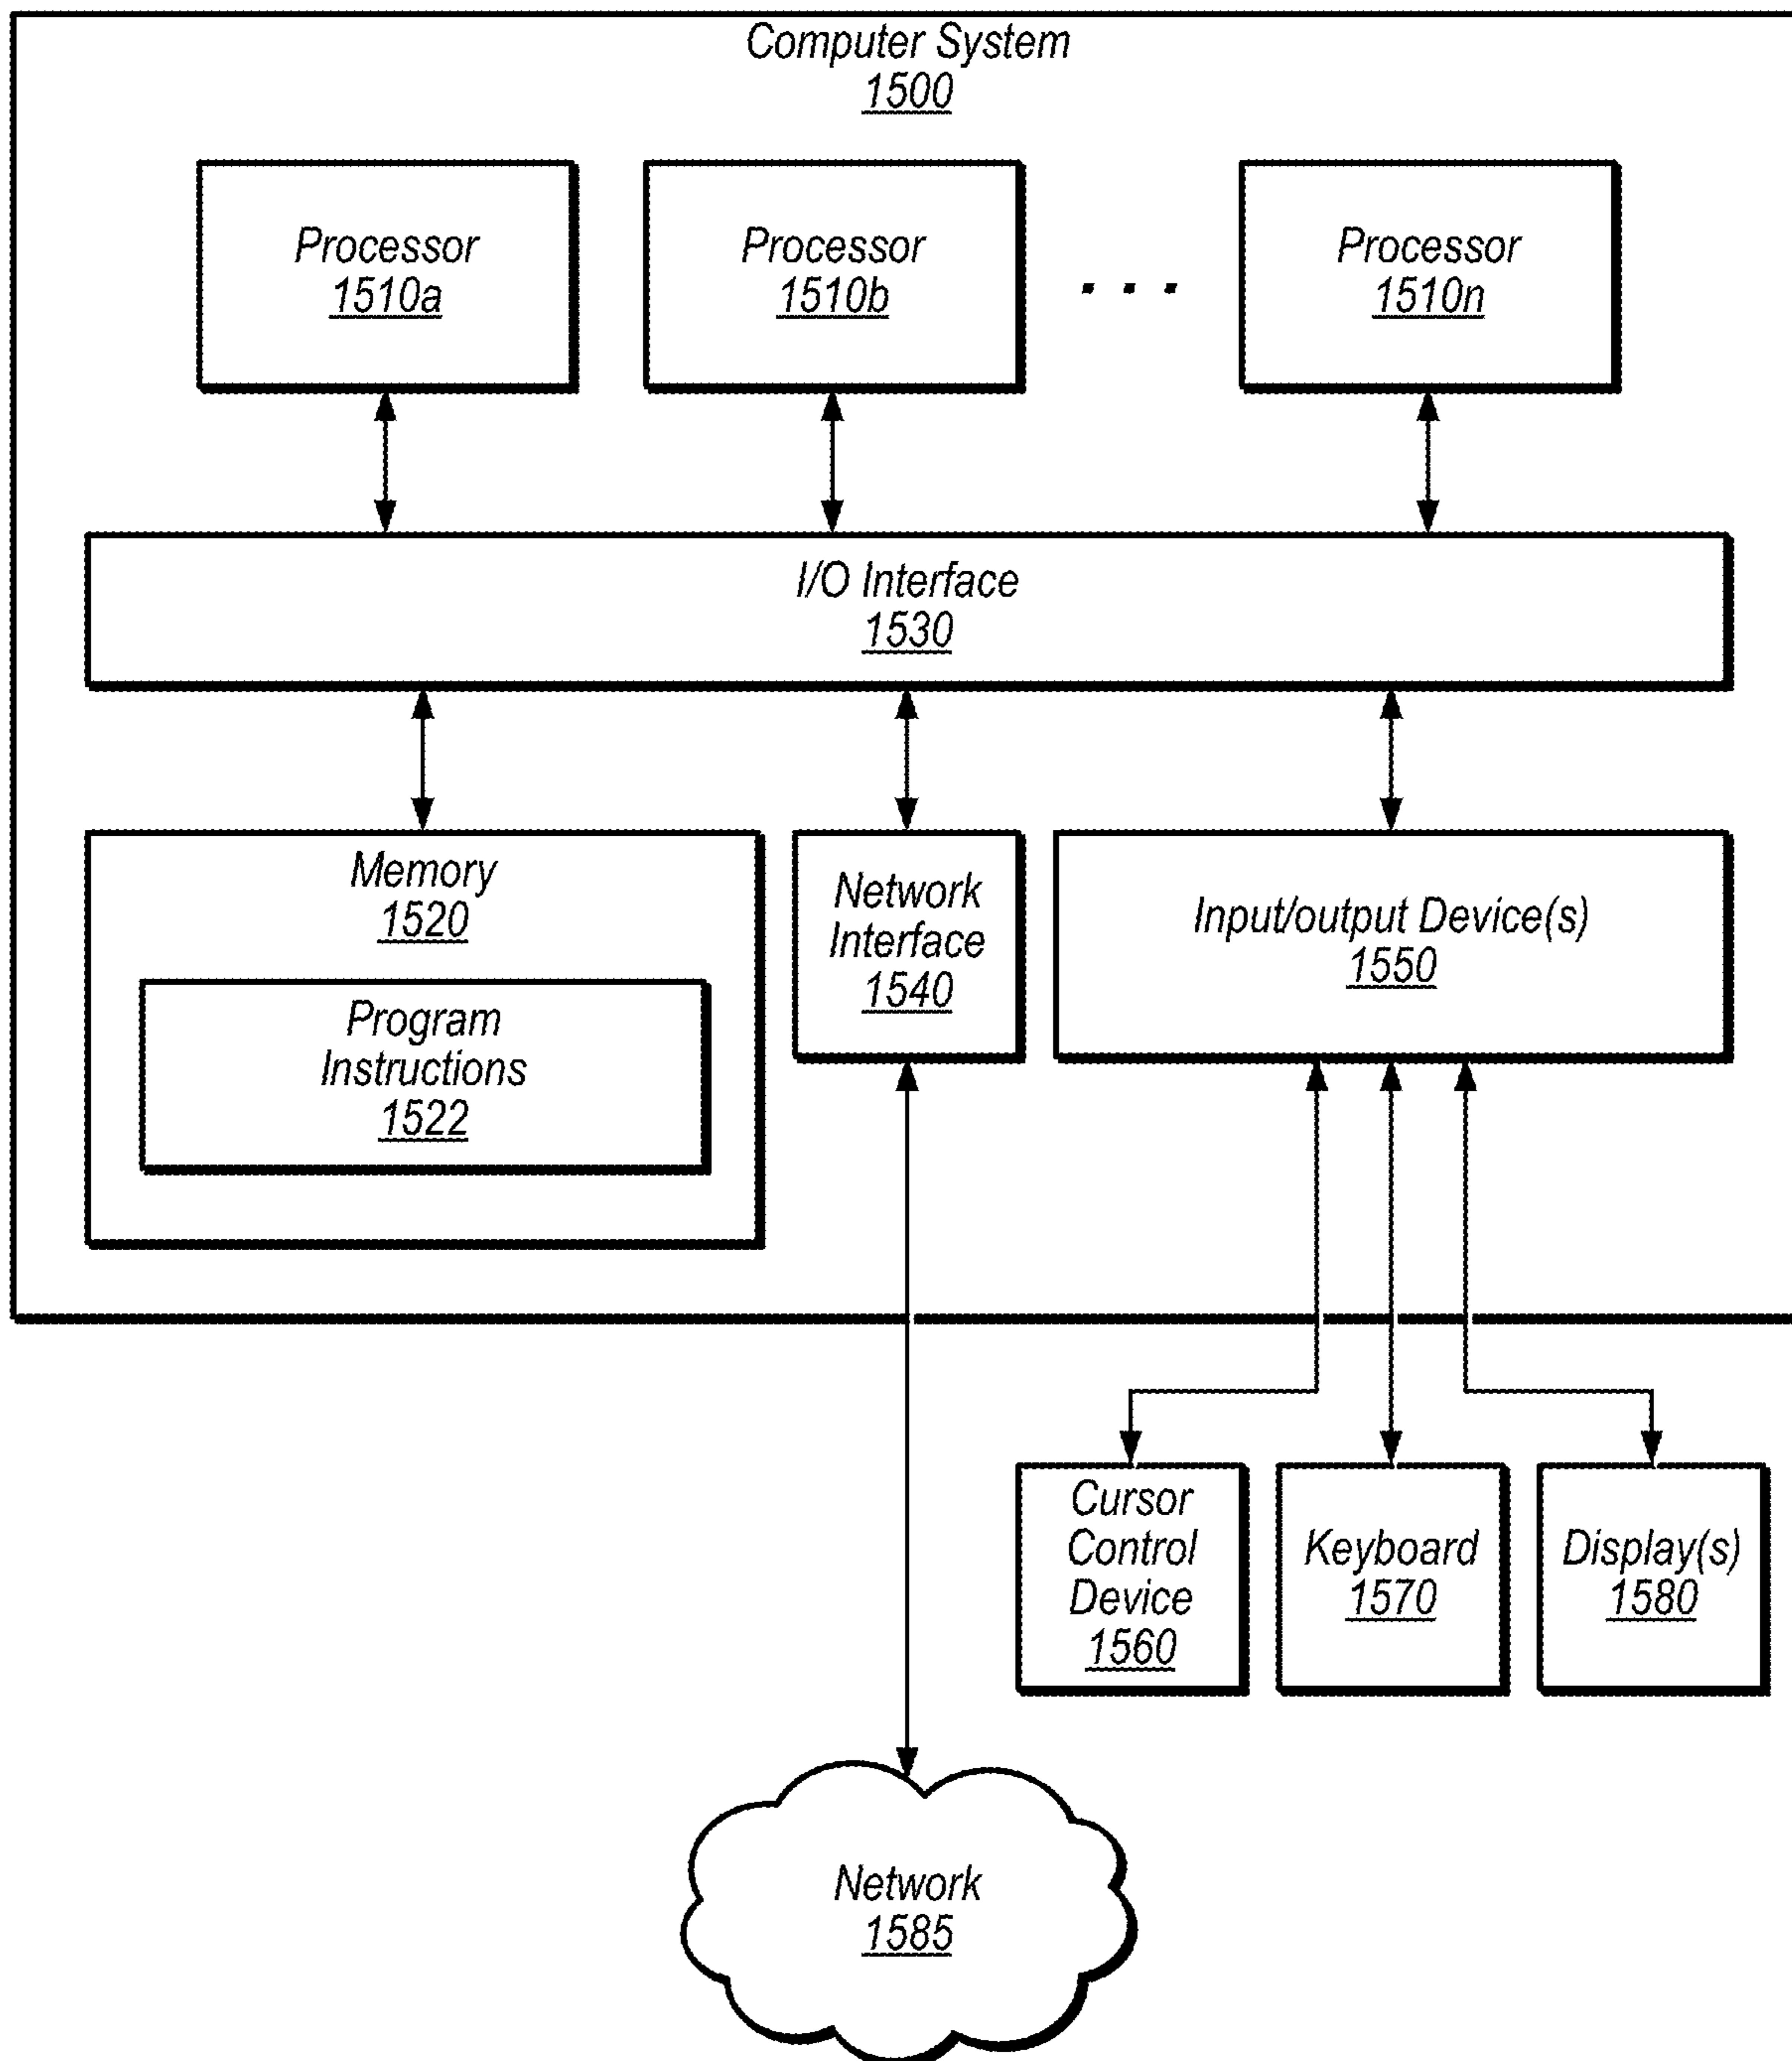 Computer System
1500
Processor
1510a
Processor
1510b
. . .
Processor
1510n
I/O Interface
1530
Memory
1520
Program
Instructions
1522
Network
Interface
1540
Input/output Device(s)
1550
Cursor
Control
Device
1560
Keyboard
1570
Display(s)
1580
Network
1585